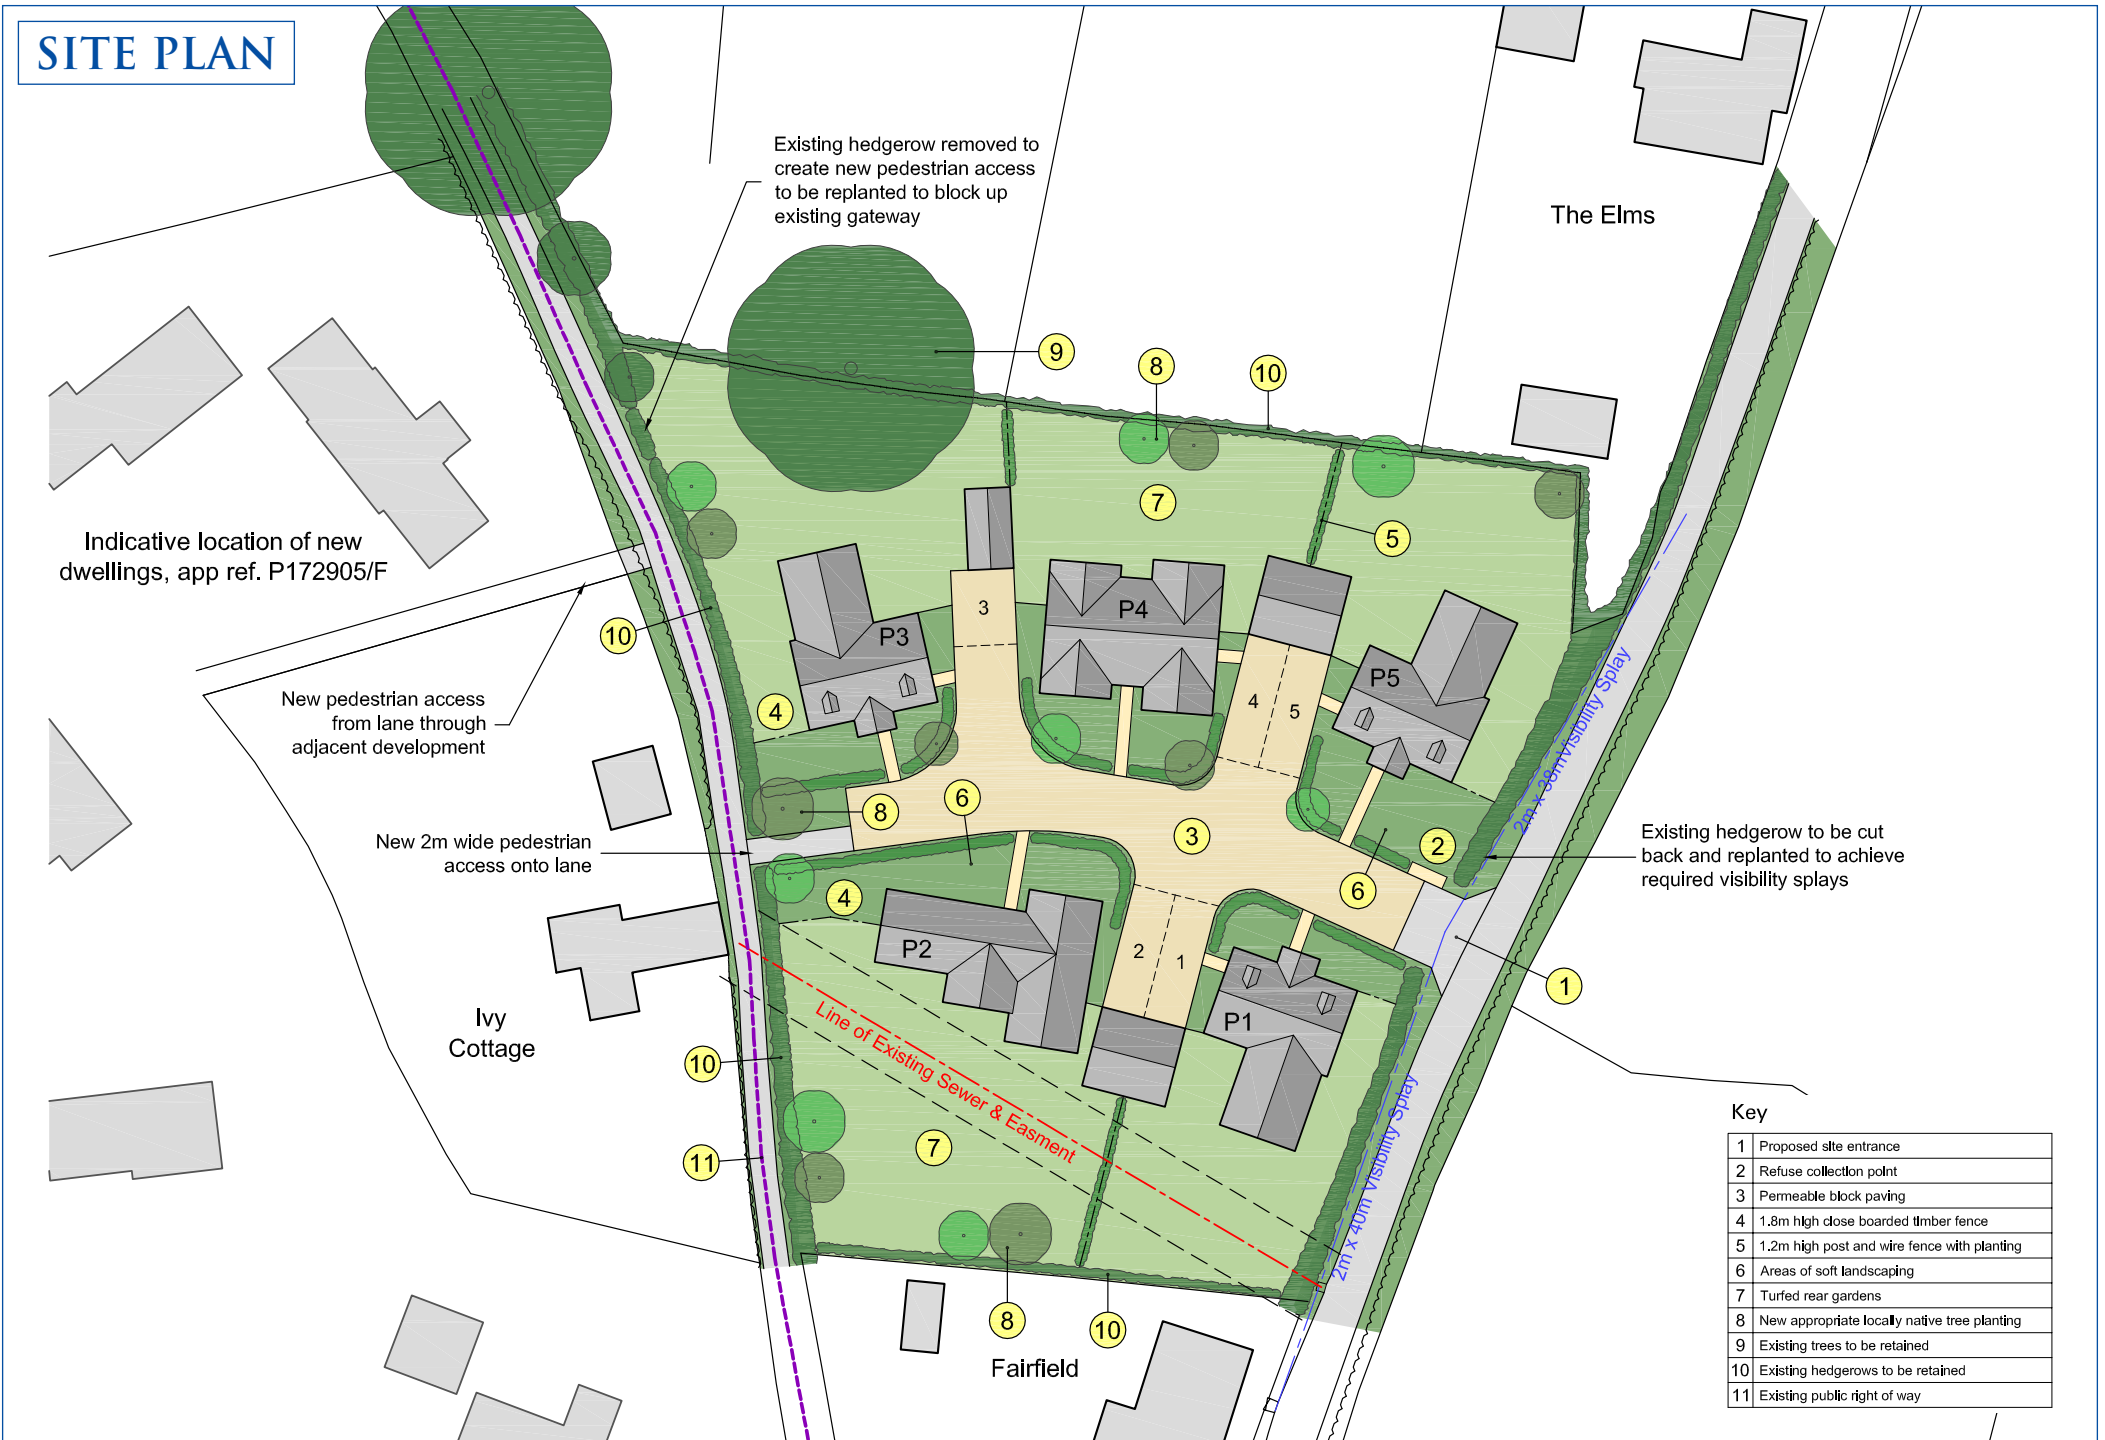 SITE PLAN
Existing hedgerow removed to
create new pedestrian access
to be replanted to block up
existing gateway
The Elms
9
8
10
7
5
Indicative location of new
dwellings, app ref. P172905/F
10
3
P3
P4
P5
4
4
5
2m x 38m Visibility Splay
New pedestrian access
from lane through
adjacent development
8
6
3
2
6
New 2m wide pedestrian
access onto lane
Existing hedgerow to be cut
back and replanted to achieve
required visibility splays
4
P2
2
1
P1
1
Ivy
Cottage
Line of Existing Sewer & Easment
10
11
7
2m x 40m Visibility Splay
8
10
Fairfield
Key
1 Proposed site entrance
2 Refuse collection point
3 Permeable block paving
4 1.8m high close boarded timber fence
5 1.2m high post and wire fence with planting
6 Areas of soft landscaping
7 Turfed rear gardens
8 New appropriate locally native tree planting
9 Existing trees to be retained
10 Existing hedgerows to be retained
11 Existing public right of way